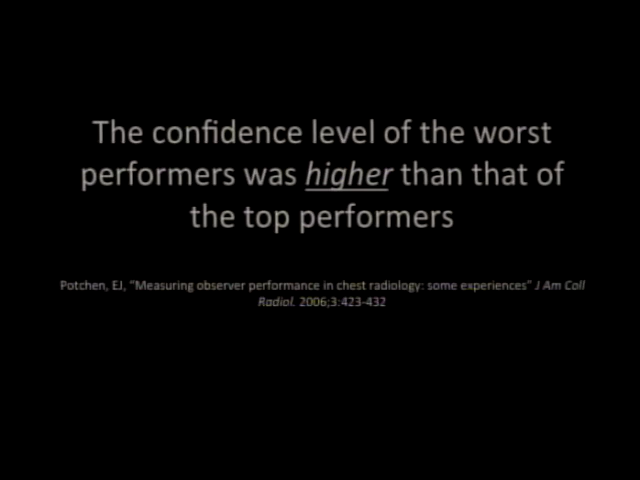 The confidence level of the worst
performers was higher than that of
the top performers
Potchen, EJ, “Measuring observer performance in chest radiology: some experiences” J Am Coll
Radiol. 2006;3:423-432